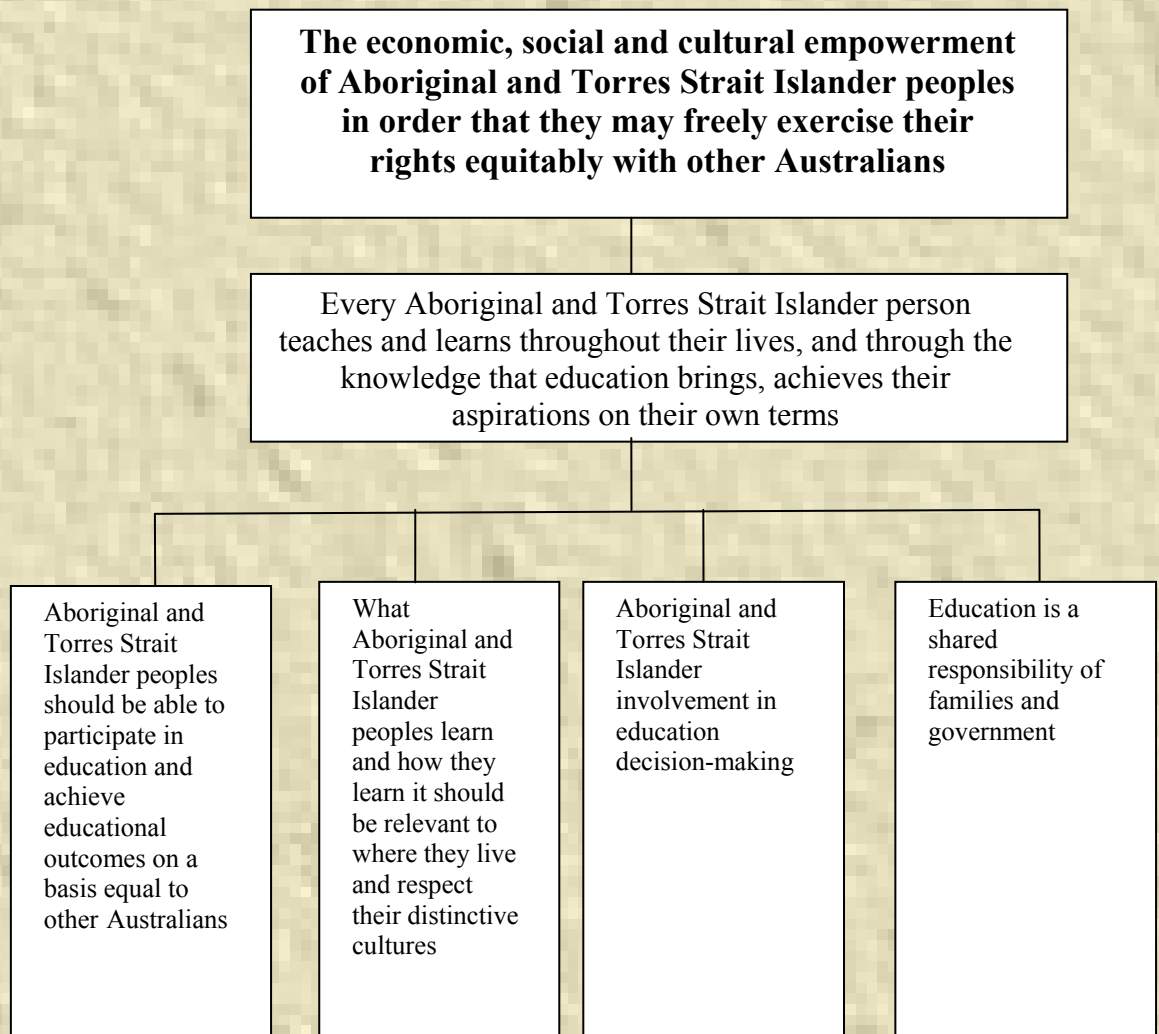 The economic, social and cultural empowerment
of Aboriginal and Torres Strait Islander peoples
in order that they may freely exercise their
rights equitably with other Australians
Every Aboriginal and Torres Strait Islander person
teaches and learns throughout their lives, and through the
knowledge that education brings, achieves their
aspirations on their own terms
Aboriginal and
Torres Strait
Islander peoples
should be able to
participate in
education and
achieve
educational
outcomes on a
basis equal to
other Australians
What
Aboriginal and
Torres Strait
Islander
peoples learn
and how they
learn it should
be relevant to
where they live
and respect
their distinctive
cultures
Aboriginal and
Torres Strait
Islander
involvement in
education
decision-making
Education is a
shared
responsibility of
families and
government